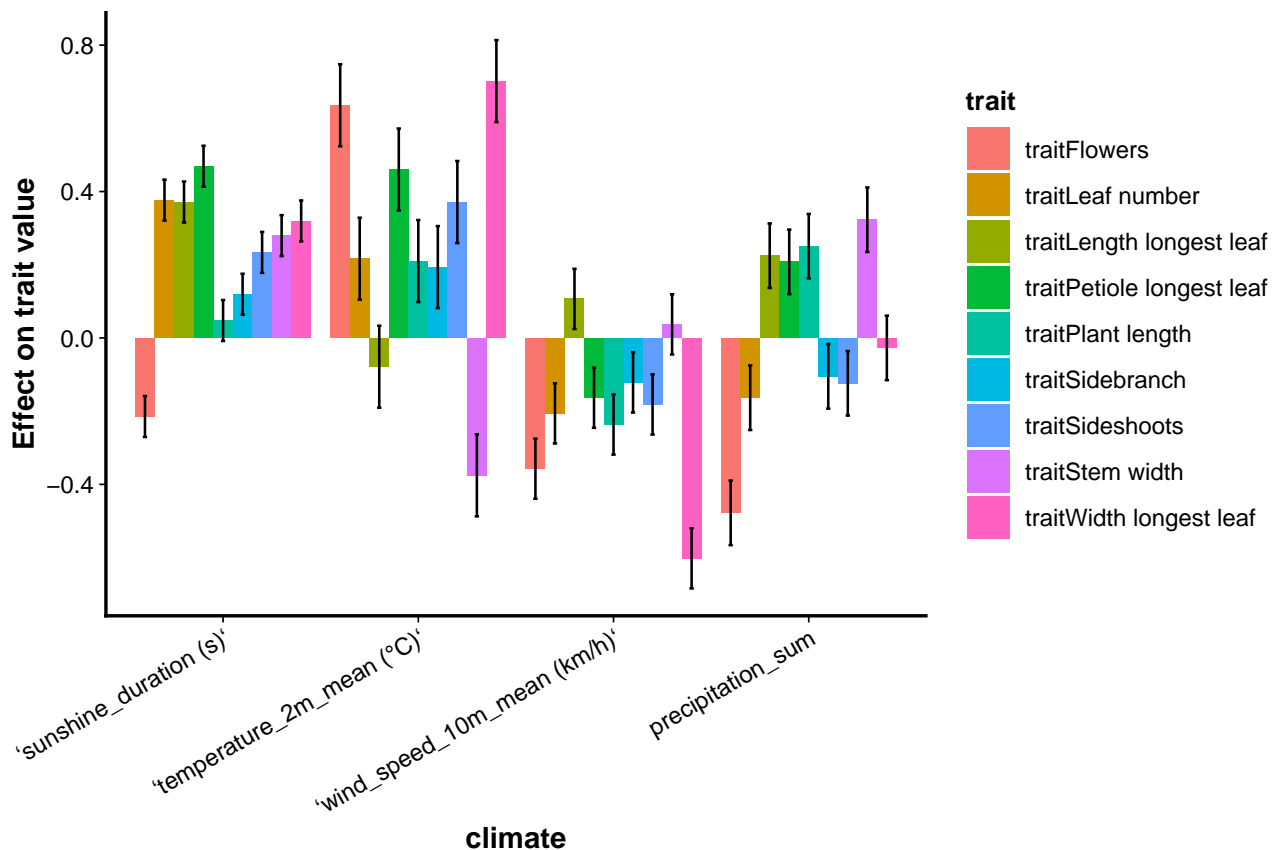 0.8
0.4
0.0
−0.4
Effect on trait value
‘sunshine_duration (s)‘
‘temperature_2m_mean (°C)‘
‘wind_speed_10m_mean (km/h)‘
precipitation_sum
climate
trait
traitFlowers
traitLeaf number
traitLength longest leaf
traitPetiole longest leaf
traitPlant length
traitSidebranch
traitSideshoots
traitStem width
traitWidth longest leaf